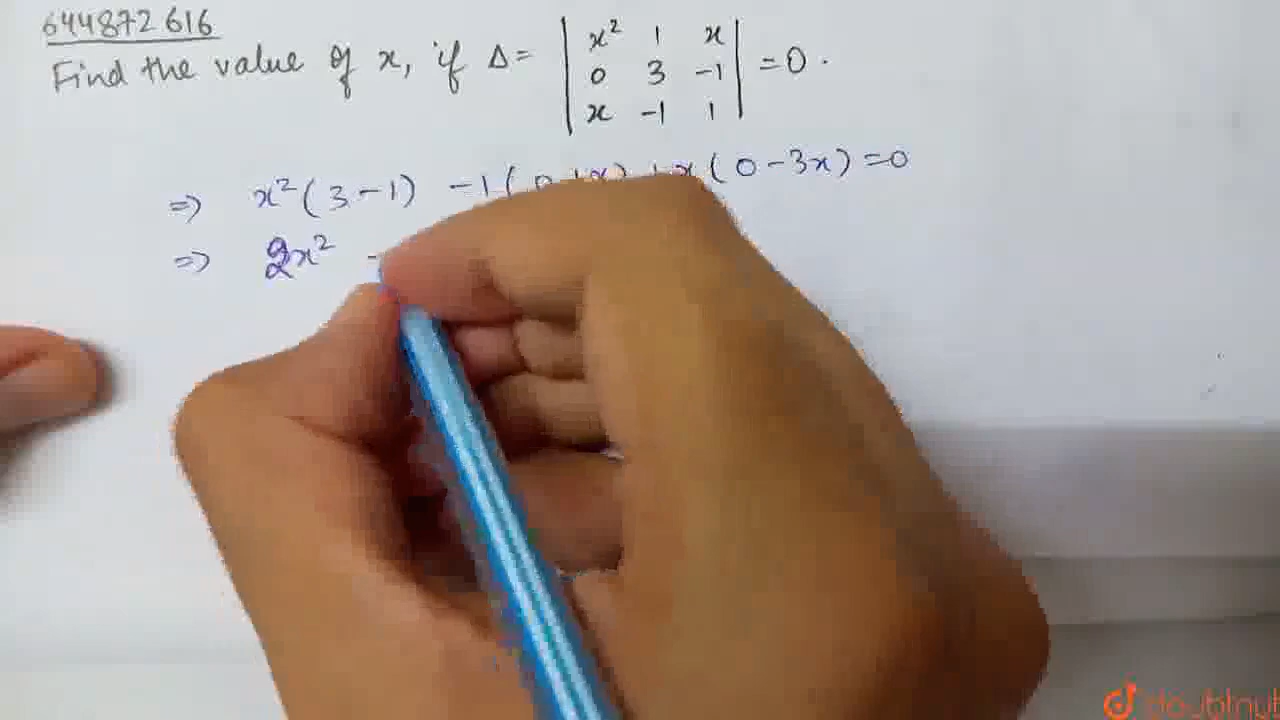 644872616
Find the value of x, if Δ = | x² 1 x |
| 0 3 -1 | = 0.
| x -1 1 |
⇒ x² (3-1) -1 ( (0-3x) = 0
⇒ 2x² -
doubtnut